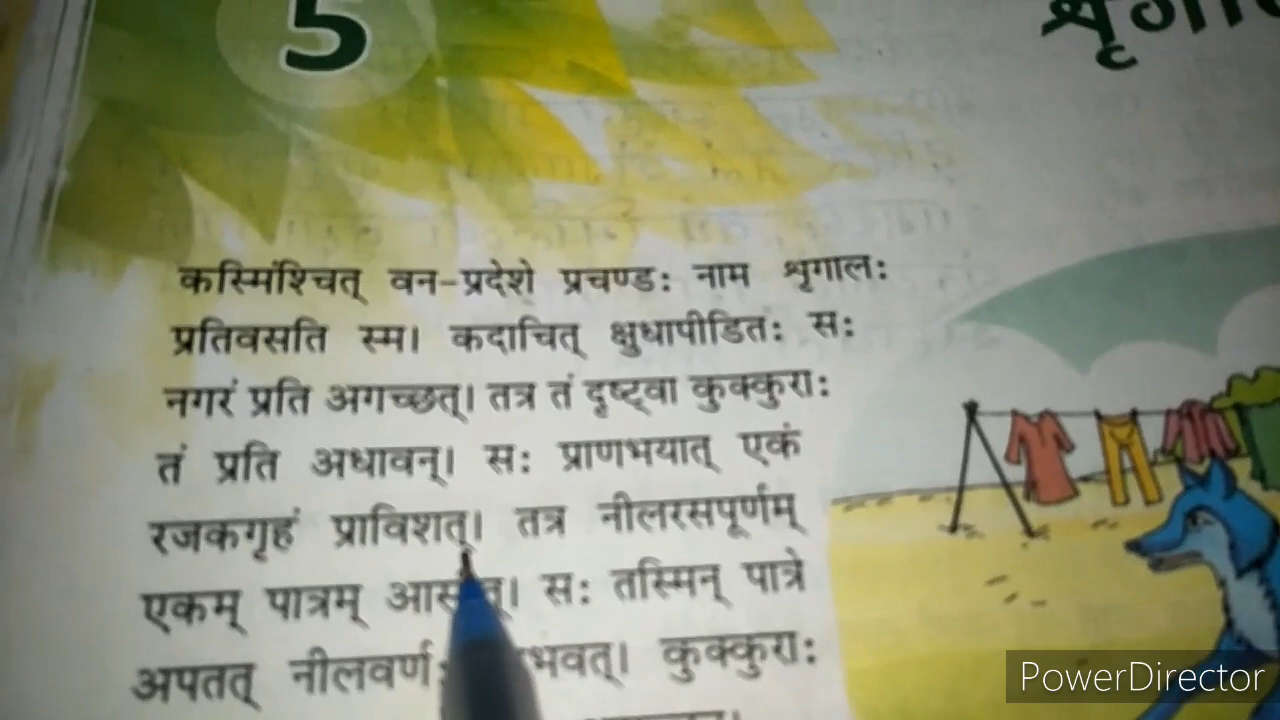 5
कस्मिंश्चित् वन-प्रदेशे प्रचण्डः नाम शृगालः
प्रतिवसति स्म। कदाचित् क्षुधापीडितः सः
नगरं प्रति अगच्छत्। तत्र तं दृष्ट्वा कुक्कुराः
तं प्रति अधावन्। सः प्राणभयात् एकं
रजकगृहं प्राविशत्। तत्र नीलरसपूर्णम्
एकम् पात्रम् सः तस्मिन् पात्रे
अपतत् नीलवर्णः कुक्कुराः
PowerDirector